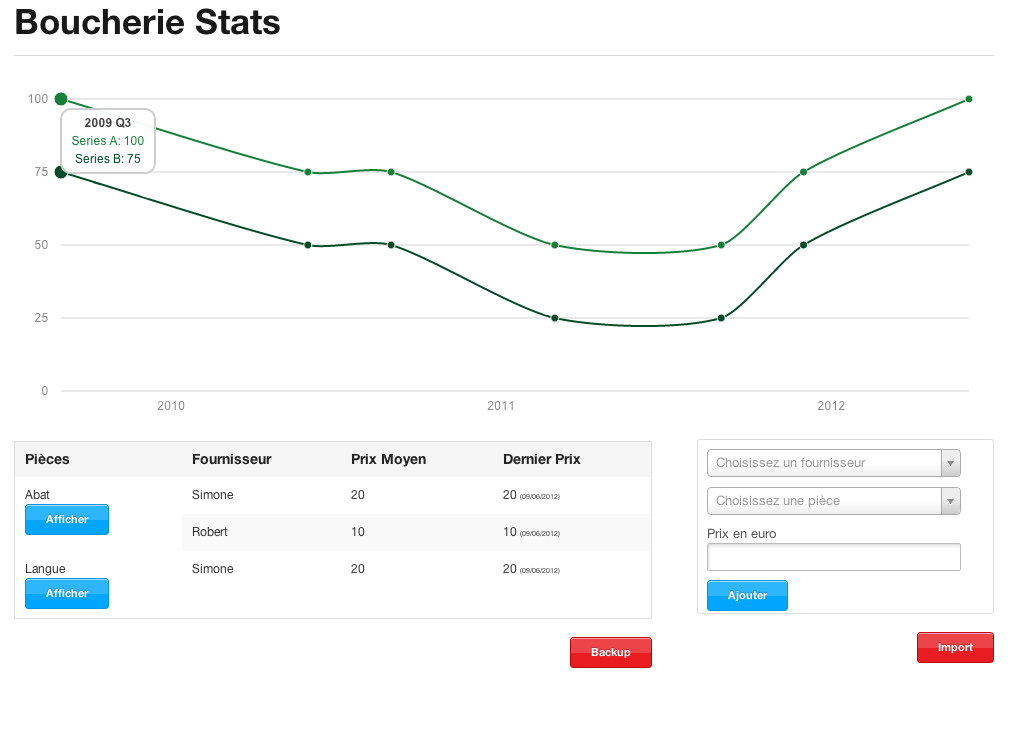 Boucherie Stats
100
2009 Q3
Series A: 100
Series B: 75
75
50
25
0
2010 2011 2012
Pièces Fournisseur Prix Moyen Dernier Prix
Abat Simone 20 20 (09/06/2012)
Afficher
Robert 10 10 (09/06/2012)
Langue Simone 20 20 (09/06/2012)
Afficher
Backup
Choisissez un fournisseur
Choisissez une pièce
Prix en euro
Ajouter
Import